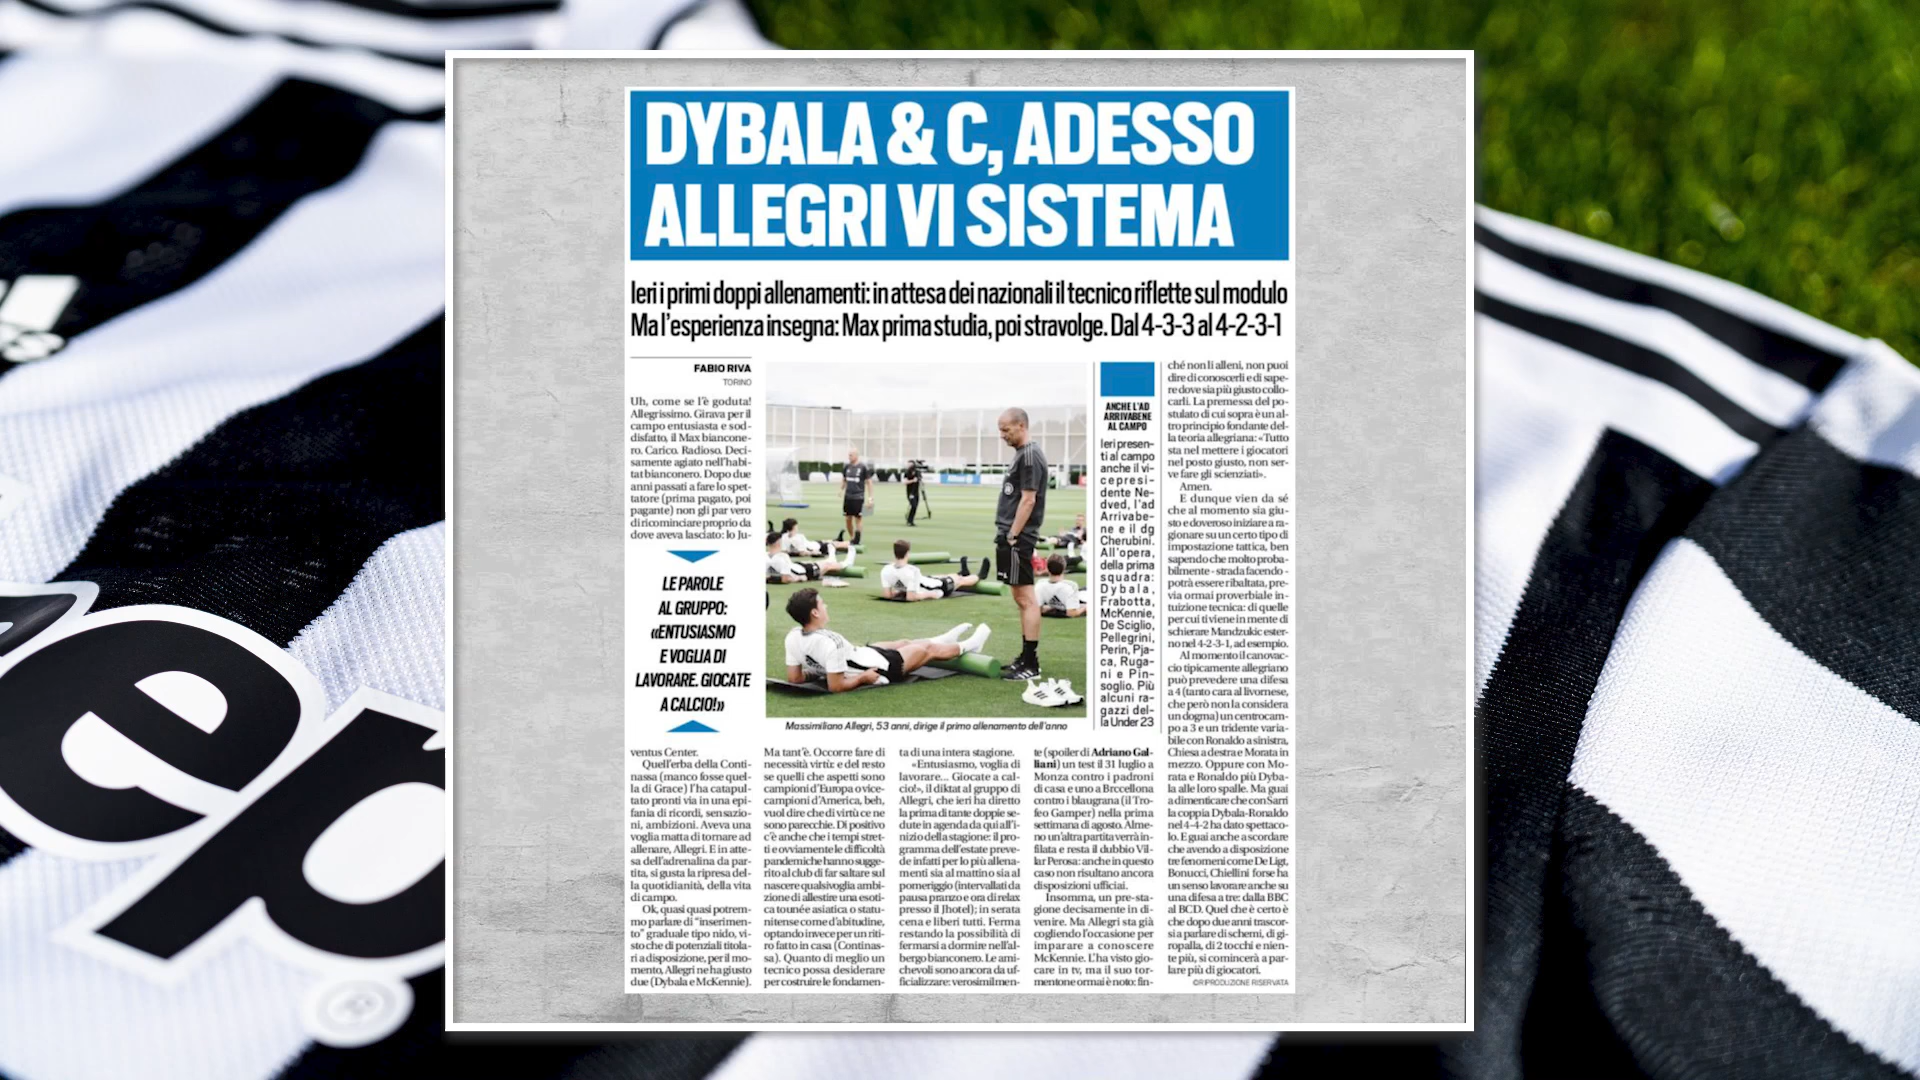 DYBALA & C, ADESSO
ALLEGRI VI SISTEMA
Ieri i primi doppi allenamenti: in attesa dei nazionali il tecnico riflette sul modulo
Ma l'esperienza insegna: Max prima studia, poi stravolge. Dal 4-3-3 al 4-2-3-1
FABIO RIVA
TORINO
Uh, come se l'è goduta!
Allegrissimo. Girava per il
campo entusiasta e sod-
disfatto, il Max biancone-
ro. Carico. Radioso. Deci-
samente agiato nell'habi-
tat bianconero. Dopo due
anni passati a fare lo spet-
tatore (prima pagato, poi
pagante) non gli par vero
di ricominciare proprio da
dove aveva lasciato: lo Ju-
LE PAROLE
AL GRUPPO:
«ENTUSIASMO
E VOGLIA DI
LAVORARE. GIOCATE
A CALCIO!»
ventus Center.
Quell'erba della Conti-
nassa (manco fosse quel-
la di Grace) l'ha catapul-
tato pronti via in una epi-
fania di ricordi, sensazio-
ni, ambizioni. Aveva una
voglia matta di tornare ad
allenare, Allegri. E in atte-
sa dell'adrenalina da par-
tita, si gusta la ripresa del-
la quotidianità, della vita
di campo.
Ok, quasi quasi potrem-
mo parlare di "inserimen-
to" graduale tipo nido, vi-
sto che di potenziali titola-
ri a disposizione, per il mo-
mento, Allegri ne ha giusto
due (Dybala e McKennie).
Massimiliano Allegri, 53 anni, dirige il primo allenamento dell'anno
Ma tant'è. Occorre fare di
necessità virtù: e del resto
se quelli che aspetti sono
campioni d'Europa o vice-
campioni d'America, beh,
vuol dire che di virtù ce ne
sono parecchie. Di positivo
c'è anche che i tempi stret-
ti e ovviamente le difficoltà
pandemiche hanno sugge-
rito al club di far saltare sul
nascere qualsivoglia ambi-
zione di allestire una esoti-
ca tounée asiatica o statu-
nitense come d'abitudine,
optando invece per un riti-
ro fatto in casa (Continas-
sa). Quanto di meglio un
tecnico possa desiderare
per costruire le fondamen-
ta di una intera stagione.
«Entusiasmo, voglia di
lavorare... Giocate a cal-
cio!», il diktat al gruppo di
Allegri, che ieri ha diretto
la prima di tante doppie se-
dute in agenda da qui all'i-
nizio della stagione: il pro-
gramma dell'estate preve-
de infatti per lo più allena-
menti sia al mattino sia al
pomeriggio (intervallati da
pausa pranzo e ora di relax
presso il Jhotel); in serata
cena e liberi tutti. Ferma
restando la possibilità di
fermarsi a dormire nell'al-
bergo bianconero. Le ami-
chevoli sono ancora da uf-
ficializzare: verosimilmen-
te (spoiler di Adriano Gal-
liani) un test il 31 luglio a
Monza contro i padroni
di casa e uno a Brccellona
contro i blaugrana (il Tro-
feo Gamper) nella prima
settimana di agosto. Alme-
no un'altra partita verrà in-
filata e resta il dubbio Vil-
lar Perosa: anche in questo
caso non risultano ancora
disposizioni ufficiai.
Insomma, un pre-sta-
gione decisamente in di-
venire. Ma Allegri sta già
cogliendo l'occasione per
imparare a conoscere
McKennie. L'ha visto gio-
care in tv, ma il suo tor-
mentone ormai è noto: fin-
ANCHE L'AD
ARRIVABENE
AL CAMPO
Ieri presen-
ti al campo
anche il vi-
cepresi-
dente Ne-
dved, l'ad
Arrivabe-
ne e il dg
Cherubini.
All'opera,
della prima
squadra:
Dybala,
Frabotta,
McKennie,
De Sciglio,
Pellegrini,
Perin, Pja-
ca, Ruga-
ni e Pin-
soglio. Più
alcuni ra-
gazzi del-
la Under 23
ché non li alleni, non puoi
dire di conoscerli e di sape-
re dove sia più giusto collo-
carli. La premessa del po-
stulato di cui sopra è un al-
tro principio fondante del-
la teoria allegriana: «Tutto
sta nel mettere i giocatori
nel posto giusto, non ser-
ve fare gli scienziati».
Amen.
E dunque vien da sé
che al momento sia giu-
sto e doveroso iniziare a ra-
gionare su un certo tipo di
impostazione tattica, ben
sapendo che molto proba-
bilmente - strada facendo -
potrà essere ribaltata, pre-
via ormai proverbiale in-
tuizione tecnica: di quelle
per cui ti viene in mente di
schierare Mandzukic ester-
no nel 4-2-3-1, ad esempio.
Al momento il canovac-
cio tipicamente allegriano
può prevedere una difesa
a 4 (tanto cara al livornese,
che però non la considera
un dogma) un centrocam-
po a 3 e un tridente varia-
bile con Ronaldo a sinistra,
Chiesa a destra e Morata in
mezzo. Oppure con Mo-
rata e Ronaldo più Dyba-
la alle loro spalle. Ma guai
a dimenticare che con Sarri
la coppia Dybala-Ronaldo
nel 4-4-2 ha dato spettaco-
lo. E guai anche a scordare
che avendo a disposizione
tre fenomeni come De Ligt,
Bonucci, Chiellini forse ha
un senso lavorare anche su
una difesa a tre: dalla BBC
al BCD. Quel che è certo è
che dopo due anni trascor-
si a parlare di schemi, di gi-
ropalla, di 2 tocchi e nien-
te più, si comincerà a par-
lare più di giocatori.
©RIPRODUZIONE RISERVATA
ep